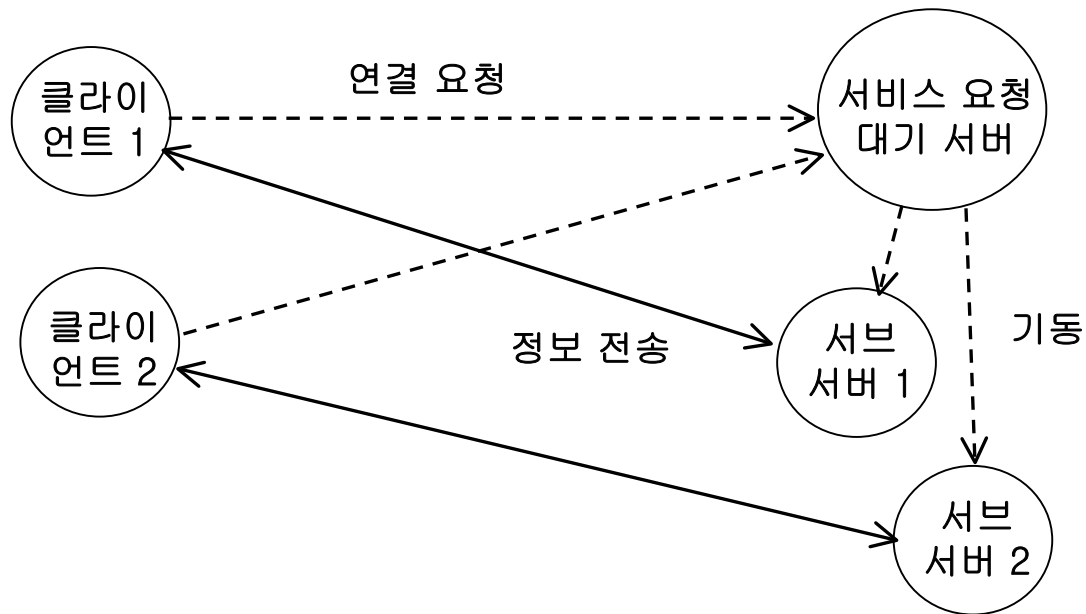 연결 요청
클라이
언트 1
서비스 요청
대기 서버
클라이
언트 2
정보 전송
서브
서버 1
기동
서브
서버 2